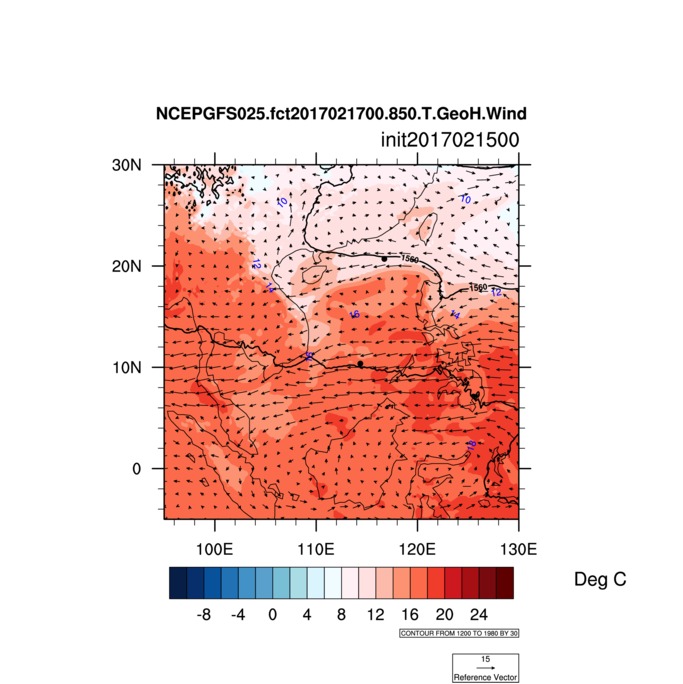 NCEPGFS025.fct2017021700.850.T.GeoH.Wind
init2017021500
30N
20N
10N
0
100E 110E 120E 130E
10
10
12
14
1560
1560
12
16
14
18
-8 -4 0 4 8 12 16 20 24
Deg C
CONTOUR FROM 1200 TO 1980 BY 30
15
Reference Vector